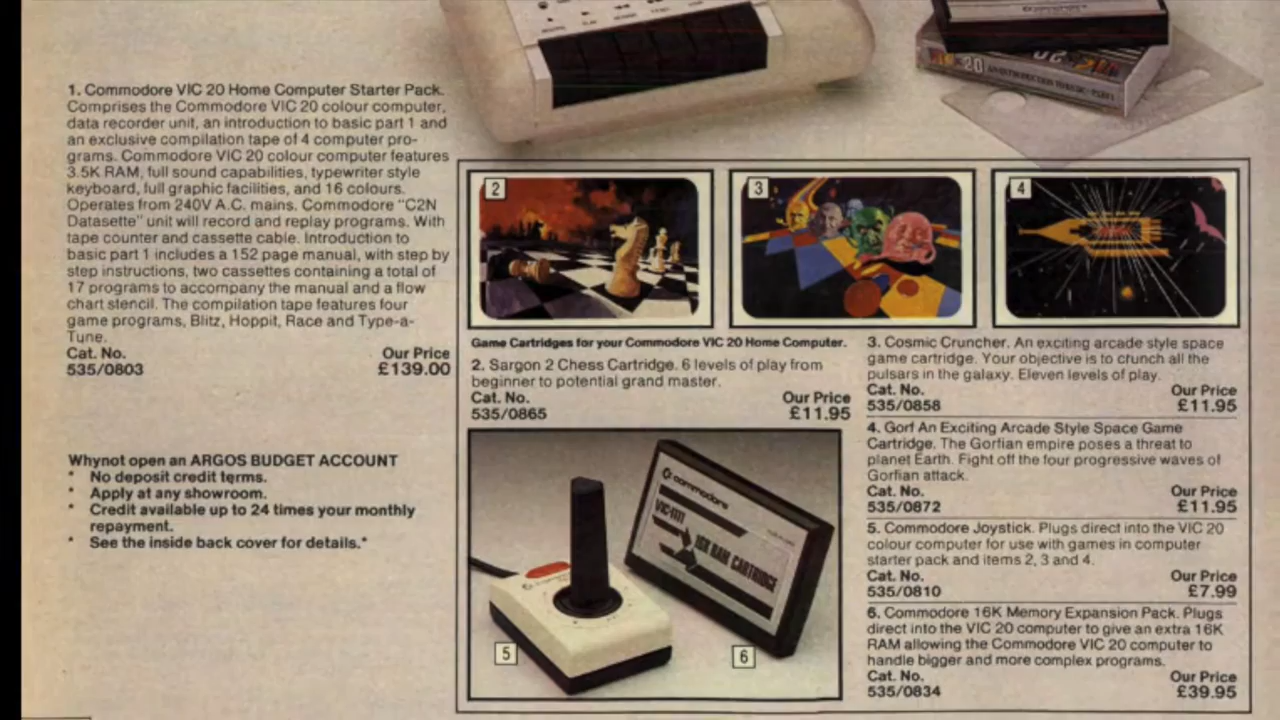 20
AN INTRODUCTION TO BASIC - PART 1
1. Commodore VIC 20 Home Computer Starter Pack.
Comprises the Commodore VIC 20 colour computer,
data recorder unit, an introduction to basic part 1 and
an exclusive compilation tape of 4 computer pro-
grams. Commodore VIC 20 colour computer features
3.5K RAM, full sound capabilities, typewriter style
keyboard, full graphic facilities, and 16 colours.
Operates from 240V A.C. mains. Commodore "C2N
Datasette" unit will record and replay programs. With
tape counter and cassette cable. Introduction to
basic part 1 includes a 152 page manual, with step by
step instructions, two cassettes containing a total of
17 programs to accompany the manual and a flow
chart stencil. The compilation tape features four
game programs, Blitz, Hoppit, Race and Type-a-
Tune.
Cat. No. Our Price
535/0803 £139.00
Whynot open an ARGOS BUDGET ACCOUNT
* No deposit credit terms.
* Apply at any showroom.
* Credit available up to 24 times your monthly
repayment.
* See the inside back cover for details.*
2
3
4
Game Cartridges for your Commodore VIC 20 Home Computer.
2. Sargon 2 Chess Cartridge. 6 levels of play from
beginner to potential grand master.
Cat. No. Our Price
535/0865 £11.95
commodore
VIC-1111
16K RAM CARTRIDGE
5
6
3. Cosmic Cruncher. An exciting arcade style space
game cartridge. Your objective is to crunch all the
pulsars in the galaxy. Eleven levels of play.
Cat. No. Our Price
535/0858 £11.95
4. Gorf An Exciting Arcade Style Space Game
Cartridge. The Gorfian empire poses a threat to
planet Earth. Fight off the four progressive waves of
Gorfian attack.
Cat. No. Our Price
535/0872 £11.95
5. Commodore Joystick. Plugs direct into the VIC 20
colour computer for use with games in computer
starter pack and items 2, 3 and 4.
Cat. No. Our Price
535/0810 £7.99
6. Commodore 16K Memory Expansion Pack. Plugs
direct into the VIC 20 computer to give an extra 16K
RAM allowing the Commodore VIC 20 computer to
handle bigger and more complex programs.
Cat. No. Our Price
535/0834 £39.95